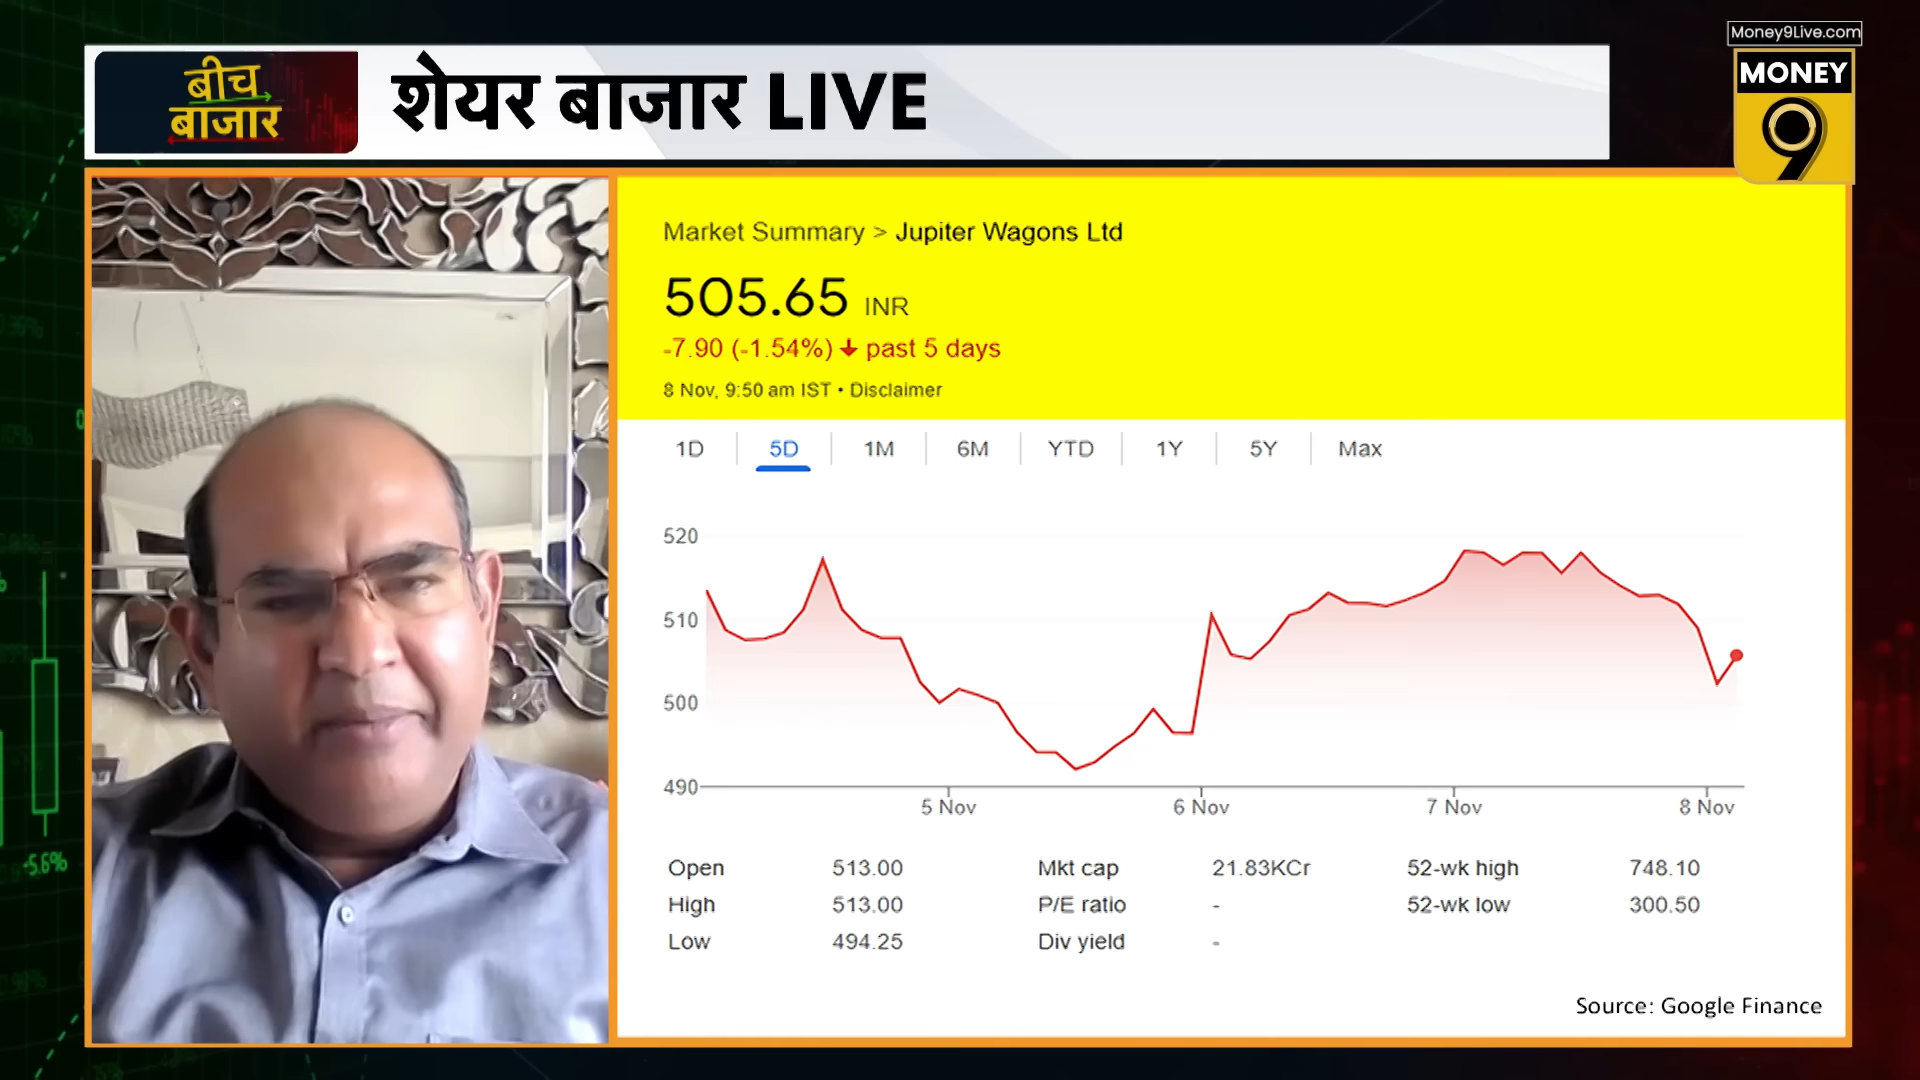 Money9Live.com
MONEY
9
बीच
बाजार
शेयर बाजार LIVE
Market Summary > Jupiter Wagons Ltd
505.65 INR
-7.90 (-1.54%) ↓ past 5 days
8 Nov, 9:50 am IST • Disclaimer
1D 5D 1M 6M YTD 1Y 5Y Max
520
510
500
490
5 Nov 6 Nov 7 Nov 8 Nov
Open 513.00 Mkt cap 21.83KCr 52-wk high 748.10
High 513.00 P/E ratio - 52-wk low 300.50
Low 494.25 Div yield -
Source: Google Finance
-5.6%